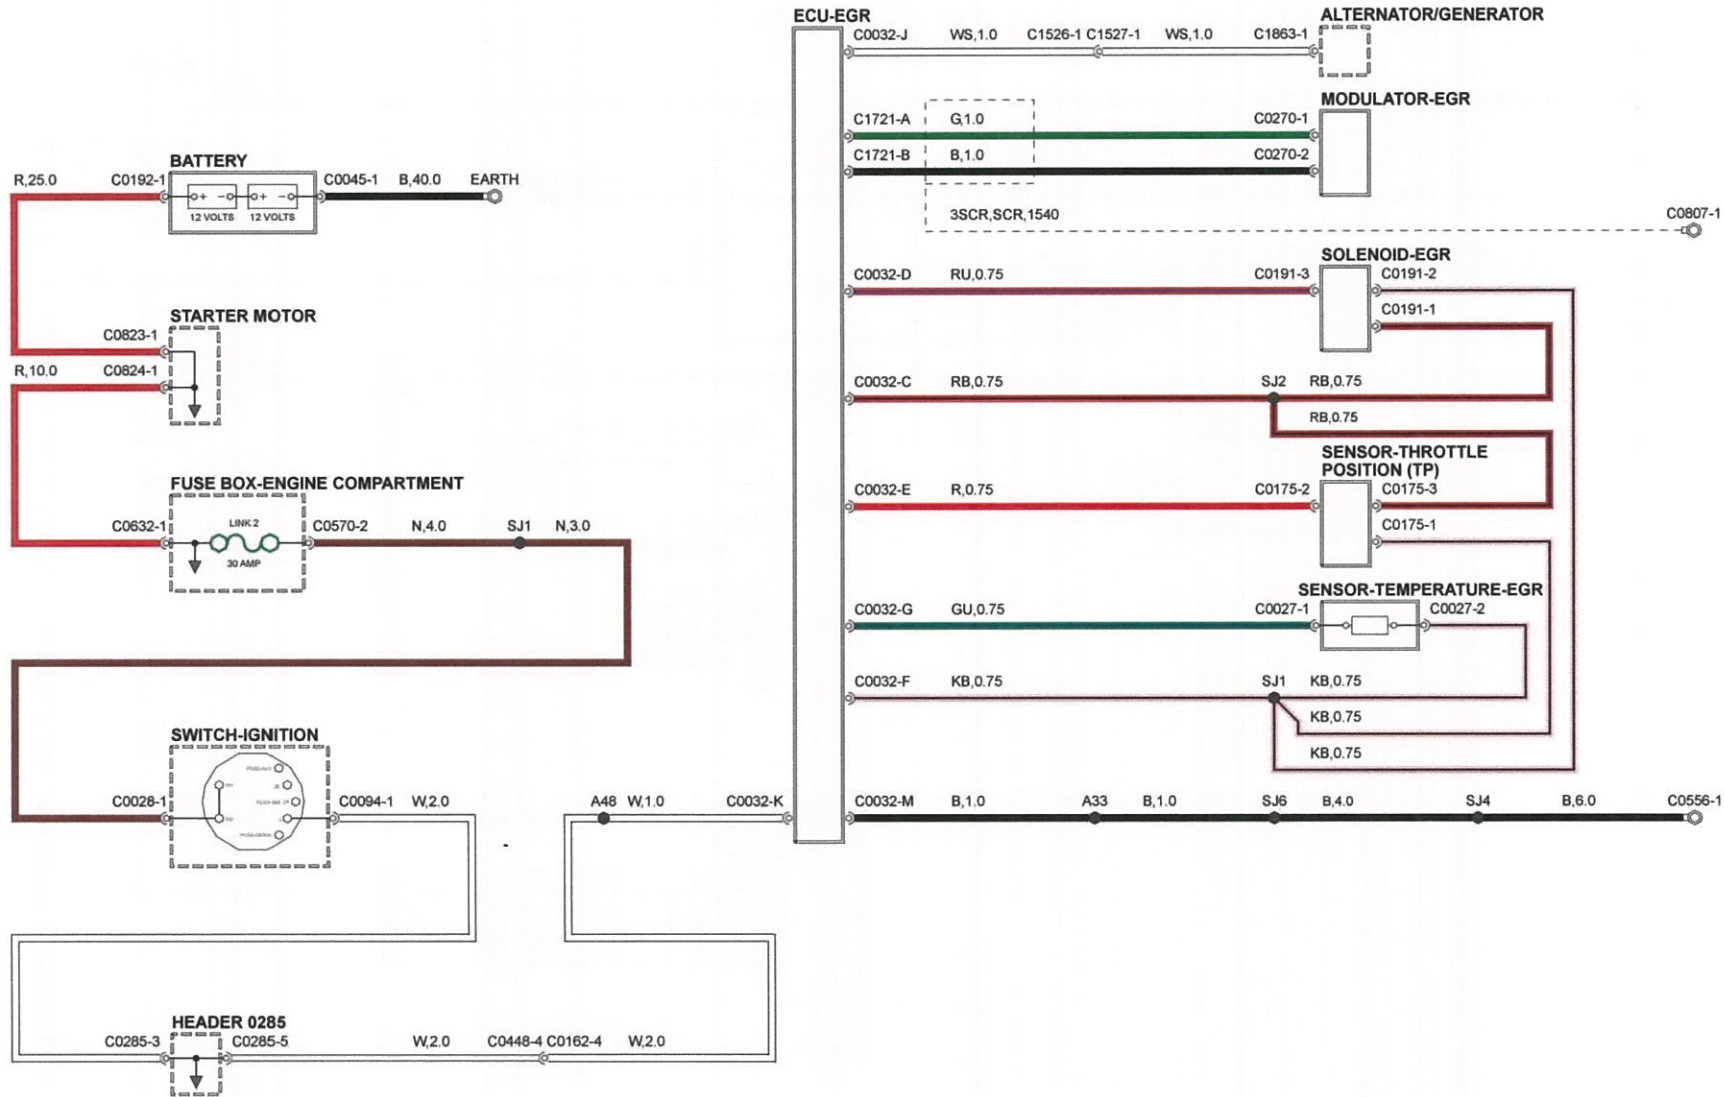 ECU-EGR
ALTERNATOR/GENERATOR
C0032-J WS,1.0 C1526-1 C1527-1 WS,1.0 C1863-1
MODULATOR-EGR
C1721-A G,1.0 C0270-1
C1721-B B,1.0 C0270-2
3SCR,SCR,1540
C0807-1
BATTERY
R,25.0 C0192-1 C0045-1 B,40.0 EARTH
+ - + -
12 VOLTS 12 VOLTS
SOLENOID-EGR
C0032-D RU,0.75 C0191-3 C0191-2
C0191-1
STARTER MOTOR
C0823-1
R,10.0 C0824-1
C0032-C RB,0.75 SJ2 RB,0.75
RB,0.75
SENSOR-THROTTLE
POSITION (TP)
C0032-E R,0.75 C0175-2 C0175-3
C0175-1
FUSE BOX-ENGINE COMPARTMENT
C0632-1 LINK 2 C0570-2 N,4.0 SJ1 N,3.0
30 AMP
SENSOR-TEMPERATURE-EGR
C0032-G GU,0.75 C0027-1 C0027-2
C0032-F KB,0.75 SJ1 KB,0.75
KB,0.75
KB,0.75
SWITCH-IGNITION
C0028-1 C0094-1 W,2.0
A48 W,1.0 C0032-K
C0032-M B,1.0 A33 B,1.0 SJ6 B,4.0 SJ4 B,6.0 C0556-1
HEADER 0285
C0285-3 C0285-5 W,2.0 C0448-4 C0162-4 W,2.0